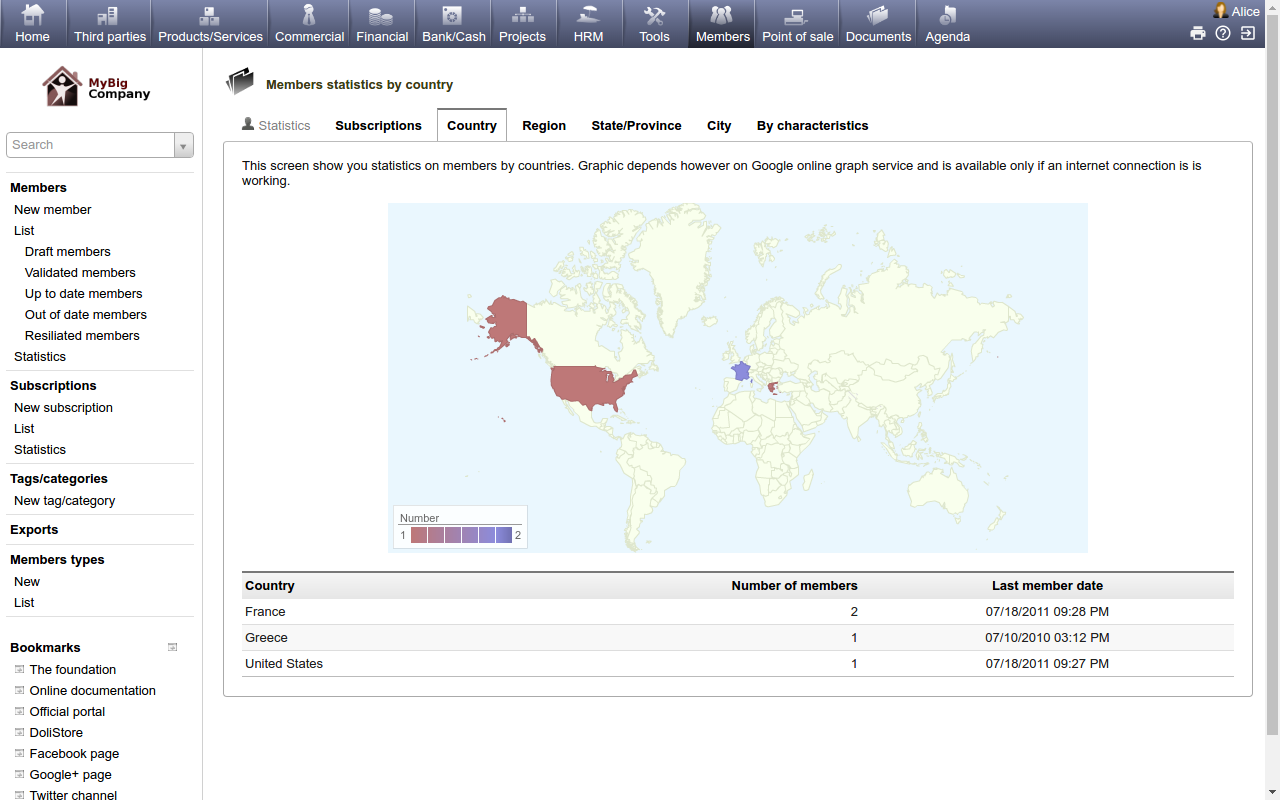 Home
Third parties
Products/Services
Commercial
Financial
Bank/Cash
Projects
HRM
Tools
Members
Point of sale
Documents
Agenda
Alice
MyBig
Company
Search
Members
New member
List
Draft members
Validated members
Up to date members
Out of date members
Resiliated members
Statistics
Subscriptions
New subscription
List
Statistics
Tags/categories
New tag/category
Exports
Members types
New
List
Bookmarks
The foundation
Online documentation
Official portal
DoliStore
Facebook page
Google+ page
Twitter channel
Members statistics by country
Statistics
Subscriptions
Country
Region
State/Province
City
By characteristics
This screen show you statistics on members by countries. Graphic depends however on Google online graph service and is available only if an internet connection is is
working.
Number
1 2
Country Number of members Last member date
France 2 07/18/2011 09:28 PM
Greece 1 07/10/2010 03:12 PM
United States 1 07/18/2011 09:27 PM